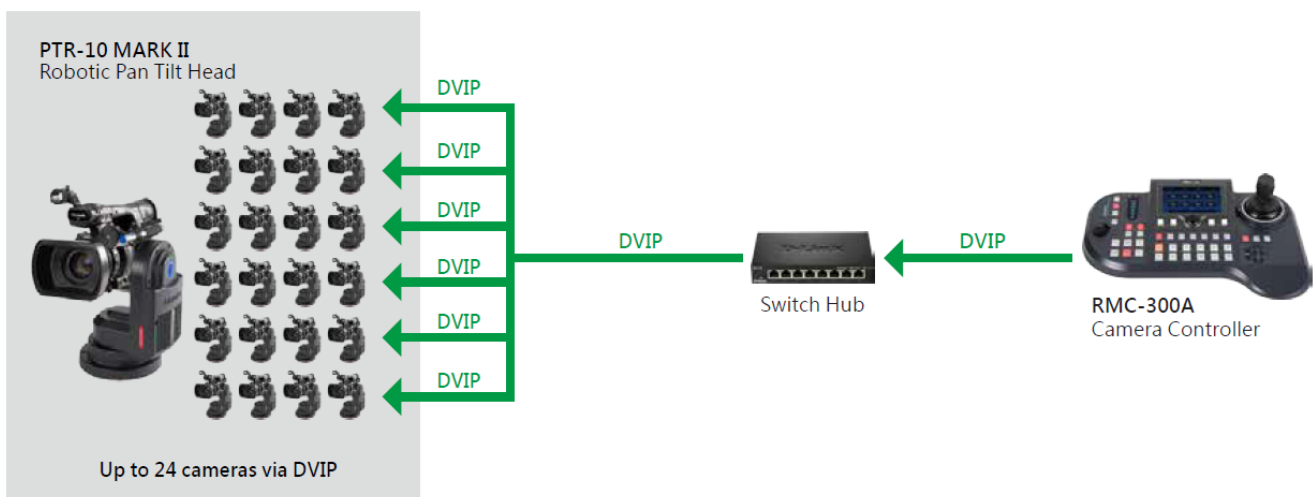 PTR-10 MARK II
Robotic Pan Tilt Head
DVIP
DVIP
DVIP
DVIP
DVIP
DVIP
Up to 24 cameras via DVIP
DVIP
D-Link
Switch Hub
DVIP
RMC-300A
Camera Controller